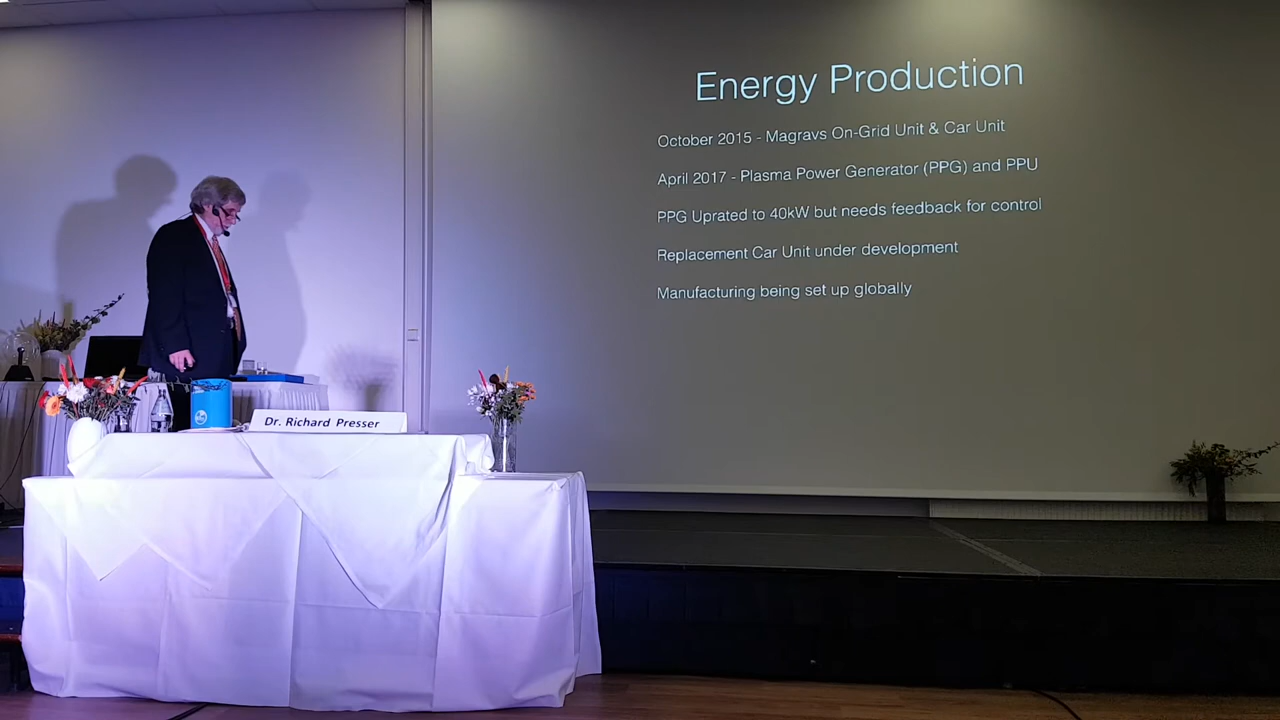 Energy Production
October 2015 - Magravs On-Grid Unit & Car Unit
April 2017 - Plasma Power Generator (PPG) and PPU
PPG Uprated to 40kW but needs feedback for control
Replacement Car Unit under development
Manufacturing being set up globally
Dr. Richard Presser